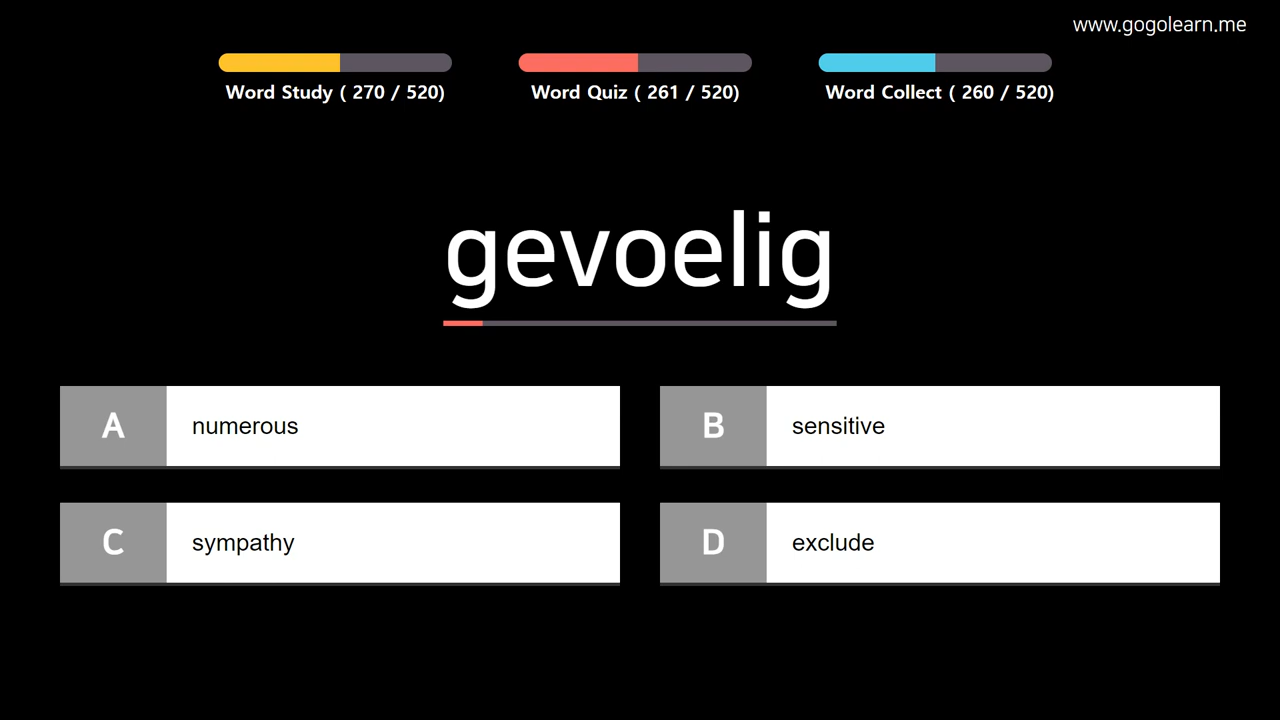 www.gogolearn.me
Word Study ( 270 / 520)
Word Quiz ( 261 / 520)
Word Collect ( 260 / 520)
gevoelig
A numerous
B sensitive
C sympathy
D exclude